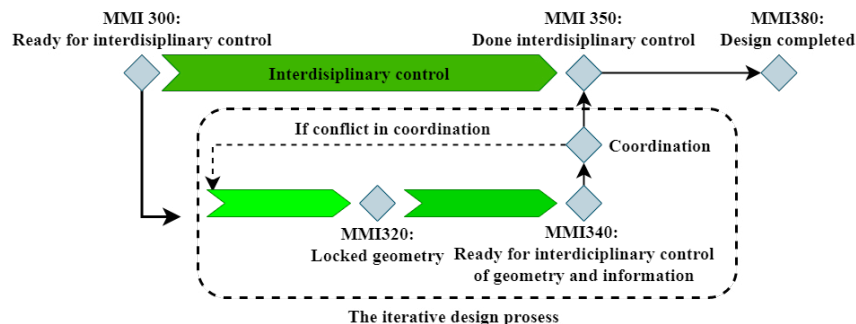 MMI 300:
Ready for interdisiplinary control
MMI 350:
Done interdisiplinary control
MMI380:
Design completed
Interdisiplinary control
If conflict in coordination
Coordination
MMI320:
Locked geometry
MMI340:
Ready for interdiciplinary control
of geometry and information
The iterative design prosess